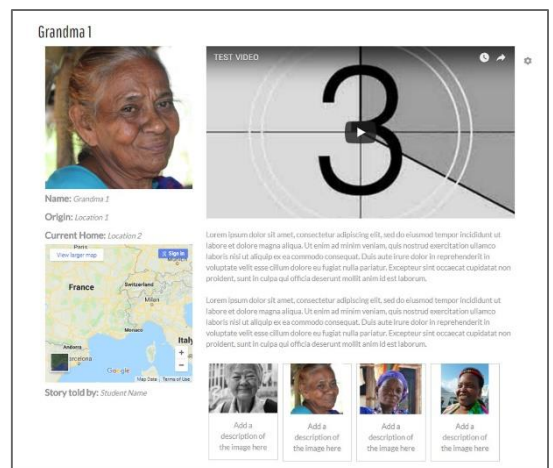 Grandma 1
TEST VIDEO
3
Name: Grandma 1
Origin: Location 1
Current Home: Location 2
Paris
View larger map
Sign in
France
Switzerland
Milan
Monaco
Italy
Andorra
Barcelona
+
−
Google
Map Data
Terms of Use
Story told by: Student Name
Lorem ipsum dolor sit amet, consectetur adipiscing elit, sed do eiusmod tempor incididunt ut
labore et dolore magna aliqua. Ut enim ad minim veniam, quis nostrud exercitation ullamco
laboris nisi ut aliquip ex ea commodo consequat. Duis aute irure dolor in reprehenderit in
voluptate velit esse cillum dolore eu fugiat nulla pariatur. Excepteur sint occaecat cupidatat non
proident, sunt in culpa qui officia deserunt mollit anim id est laborum.
Lorem ipsum dolor sit amet, consectetur adipiscing elit, sed do eiusmod tempor incididunt ut
labore et dolore magna aliqua. Ut enim ad minim veniam, quis nostrud exercitation ullamco
laboris nisi ut aliquip ex ea commodo consequat. Duis aute irure dolor in reprehenderit in
voluptate velit esse cillum dolore eu fugiat nulla pariatur. Excepteur sint occaecat cupidatat non
proident, sunt in culpa qui officia deserunt mollit anim id est laborum.
Add a
description of
the image here
Add a
description of
the image here
Add a
description of
the image here
Add a
description of
the image here